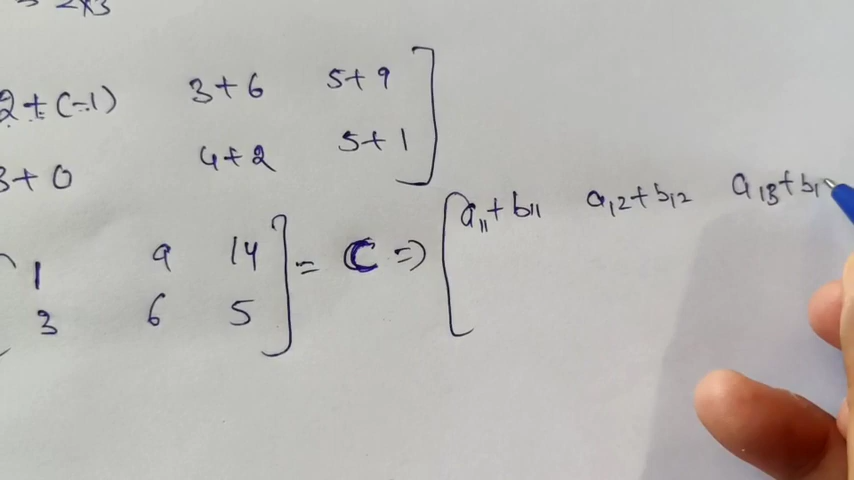 = 2x3
2+(-1) 3+6 5+9
3+0 4+2 5+1
1 9 14
3 6 5 = C => [ a11+b11 a12+b12 a13+b1